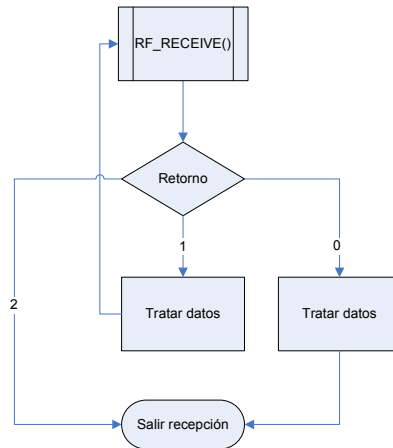 RF_RECEIVE()
Retorno
1
0
2
Tratar datos
Tratar datos
Salir recepción